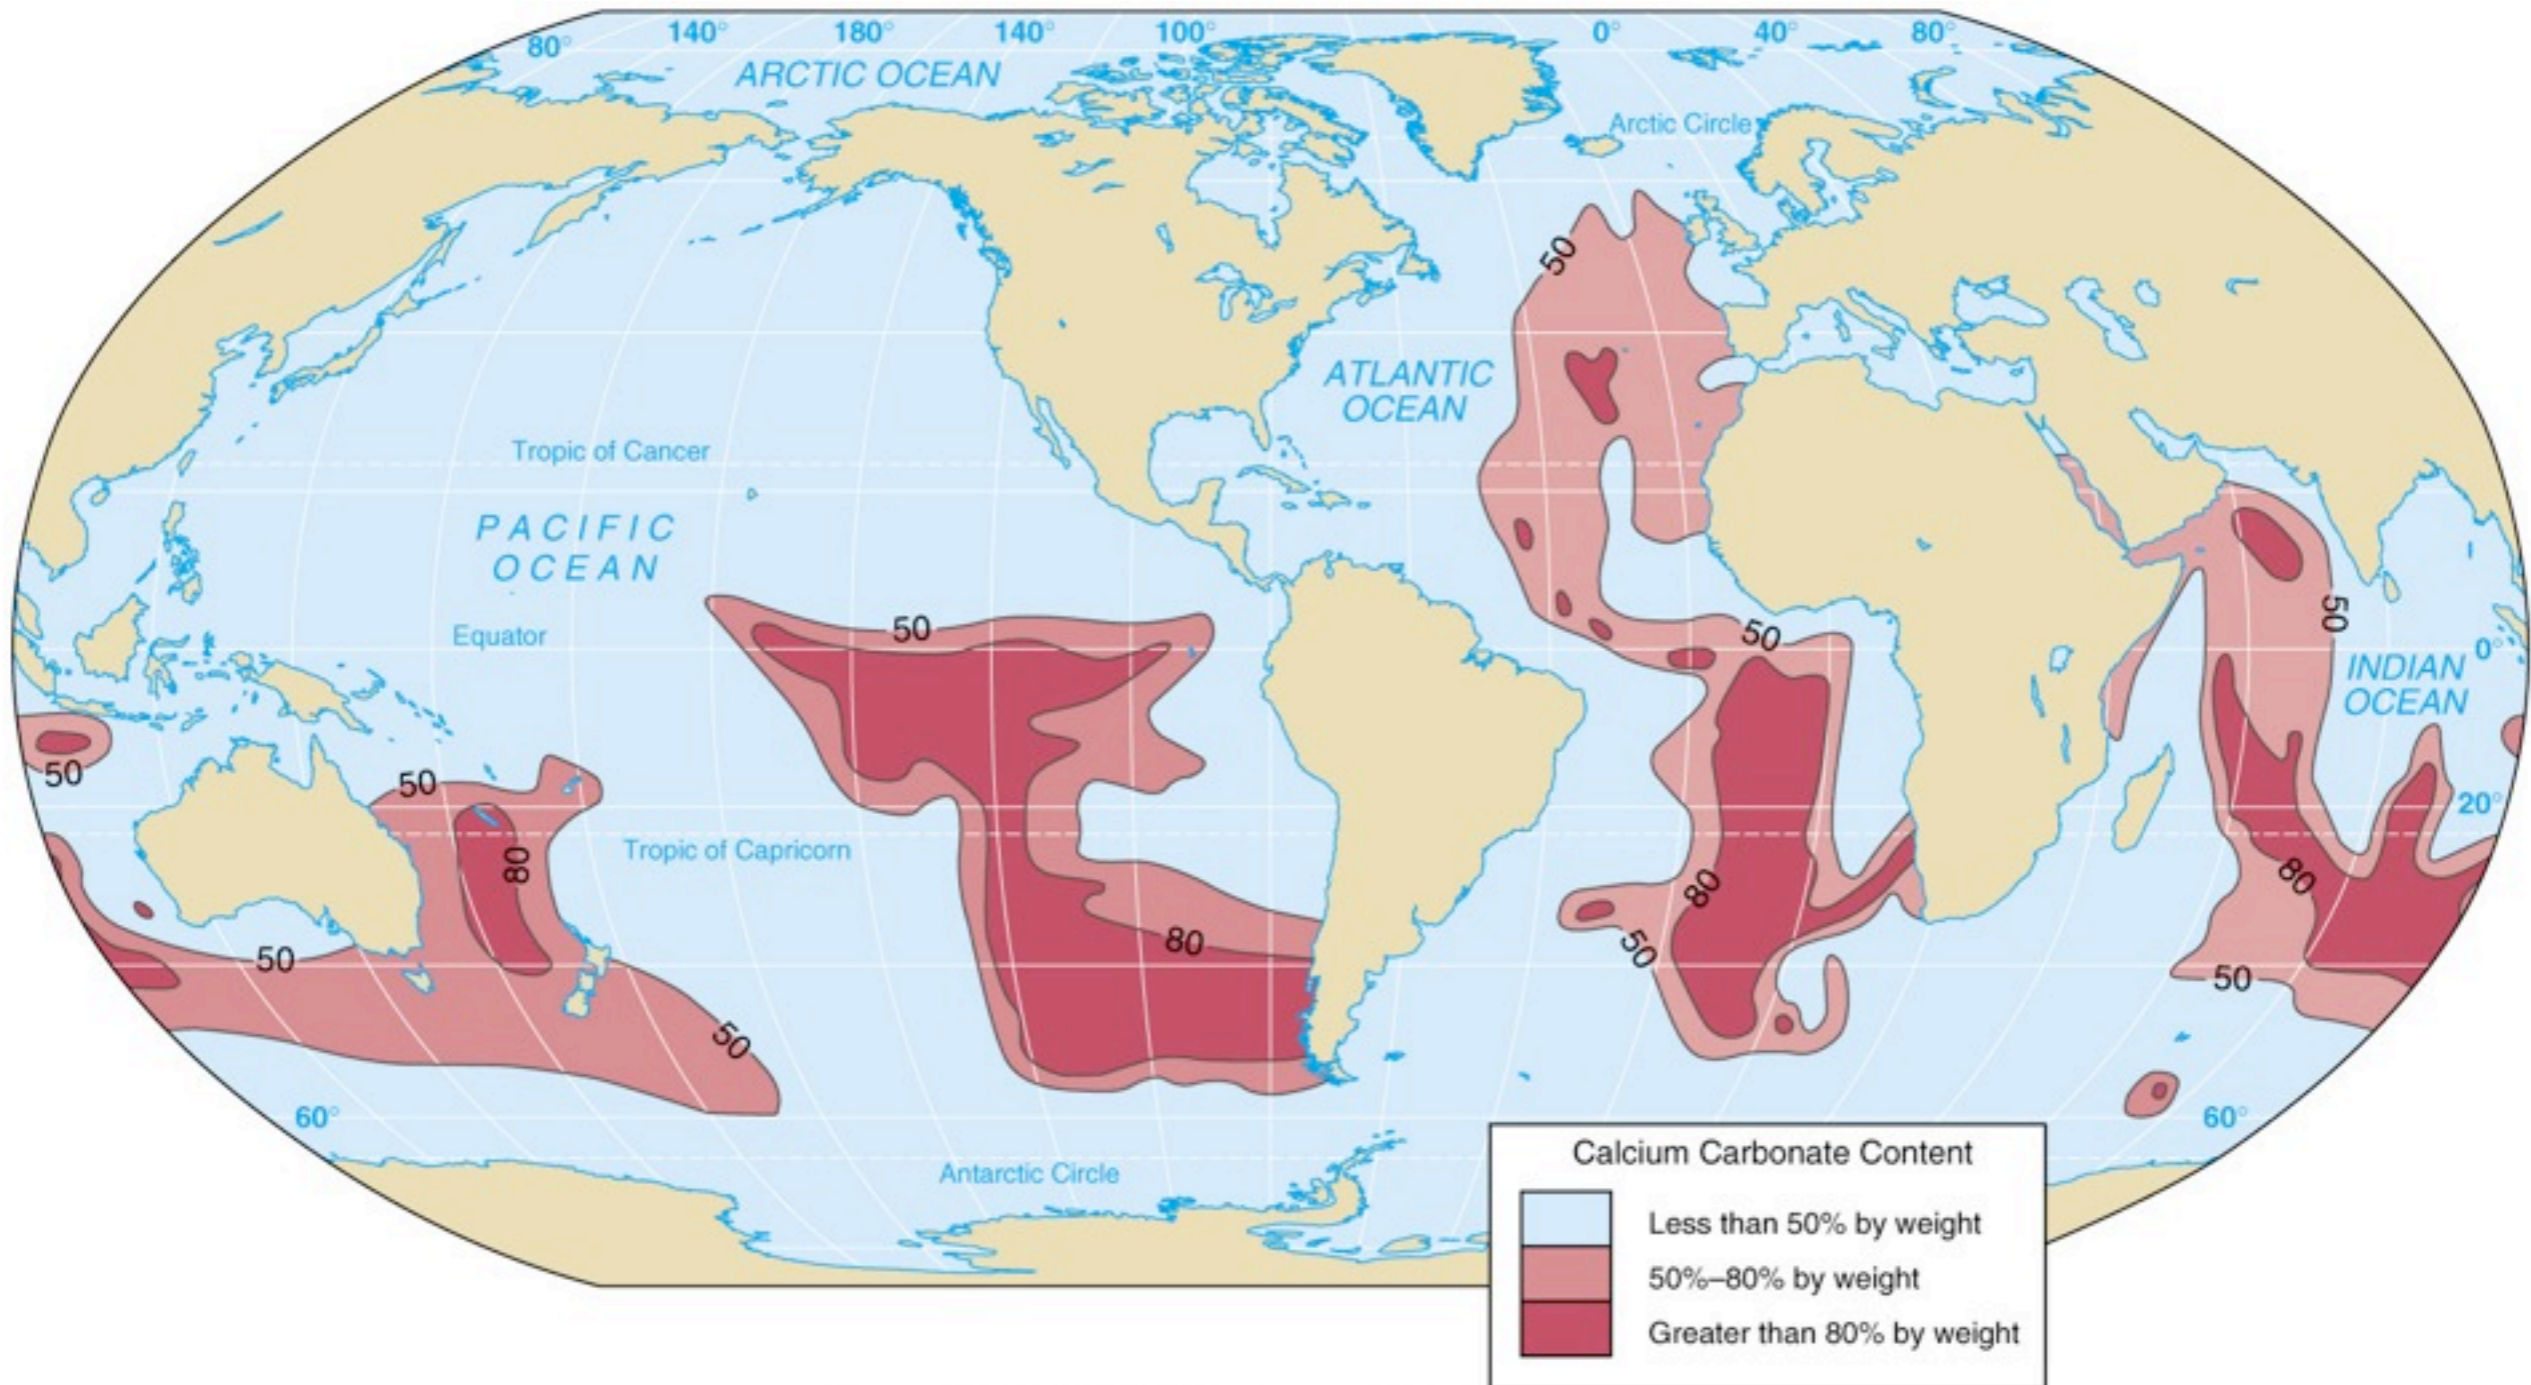 80°
140°
180°
140°
100°
0°
40°
80°
ARCTIC OCEAN
Arctic Circle
50
ATLANTIC
OCEAN
Tropic of Cancer
PACIFIC
OCEAN
Equator
50
50
50
0°
INDIAN
OCEAN
50
50
20°
Tropic of Capricorn
80
80
80
80
50
50
50
50
60°
60°
Antarctic Circle
Calcium Carbonate Content
Less than 50% by weight
50%–80% by weight
Greater than 80% by weight